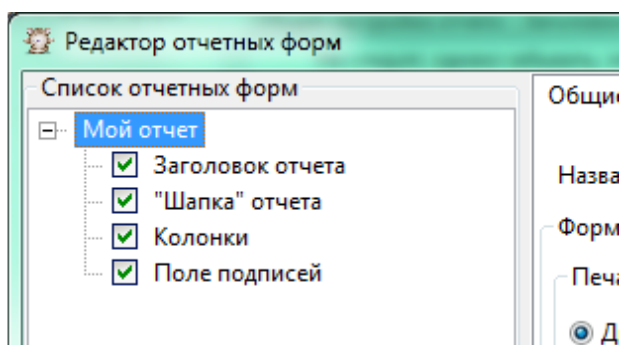 Редактор отчетных форм
Список отчетных форм
Мой отчет
Заголовок отчета
"Шапка" отчета
Колонки
Поле подписей